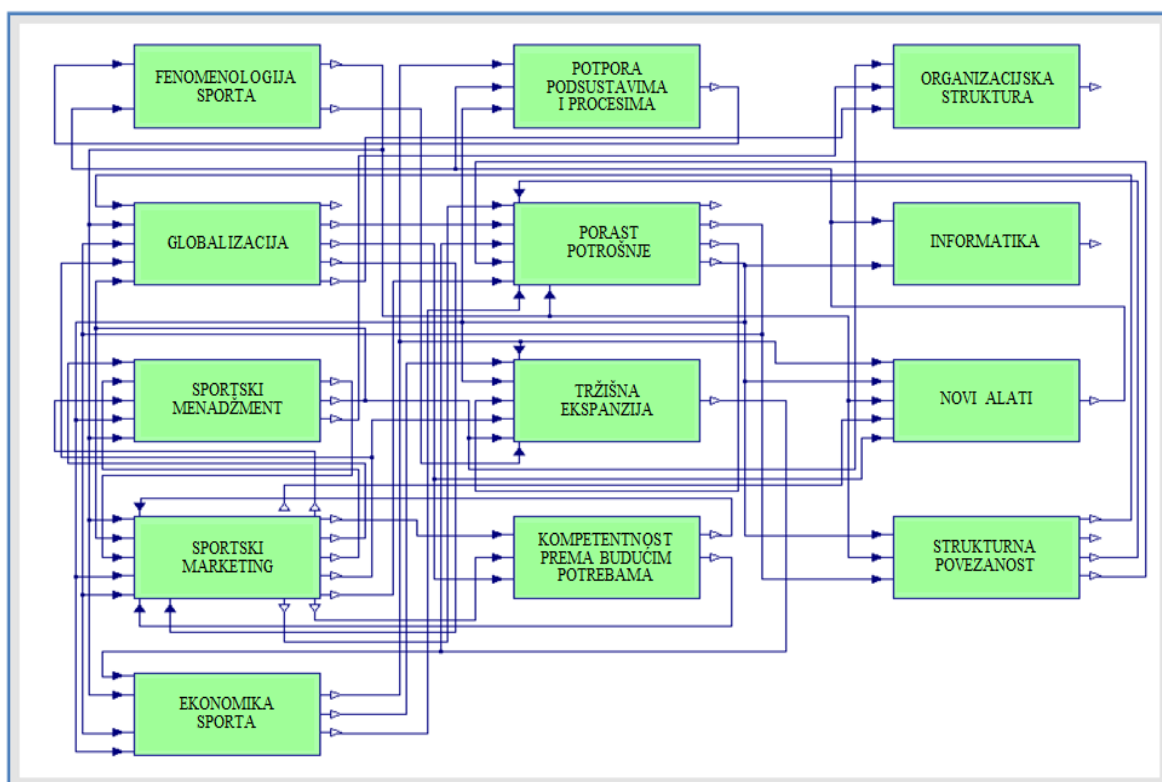 FENOMENOLOGIJA
SPORTA
POTPORA
PODSUSTAVIMA
I PROCESIMA
ORGANIZACIJSKA
STRUKTURA
GLOBALIZACIJA
PORAST
POTROŠNJE
INFORMATIKA
SPORTSKI
MENADŽMENT
TRŽIŠNA
EKSPANZIJA
NOVI ALATI
SPORTSKI
MARKETING
KOMPETENTNOST
PREMA BUDUĆIM
POTREBAMA
STRUKTURNA
POVEZANOST
EKONOMIKA
SPORTA